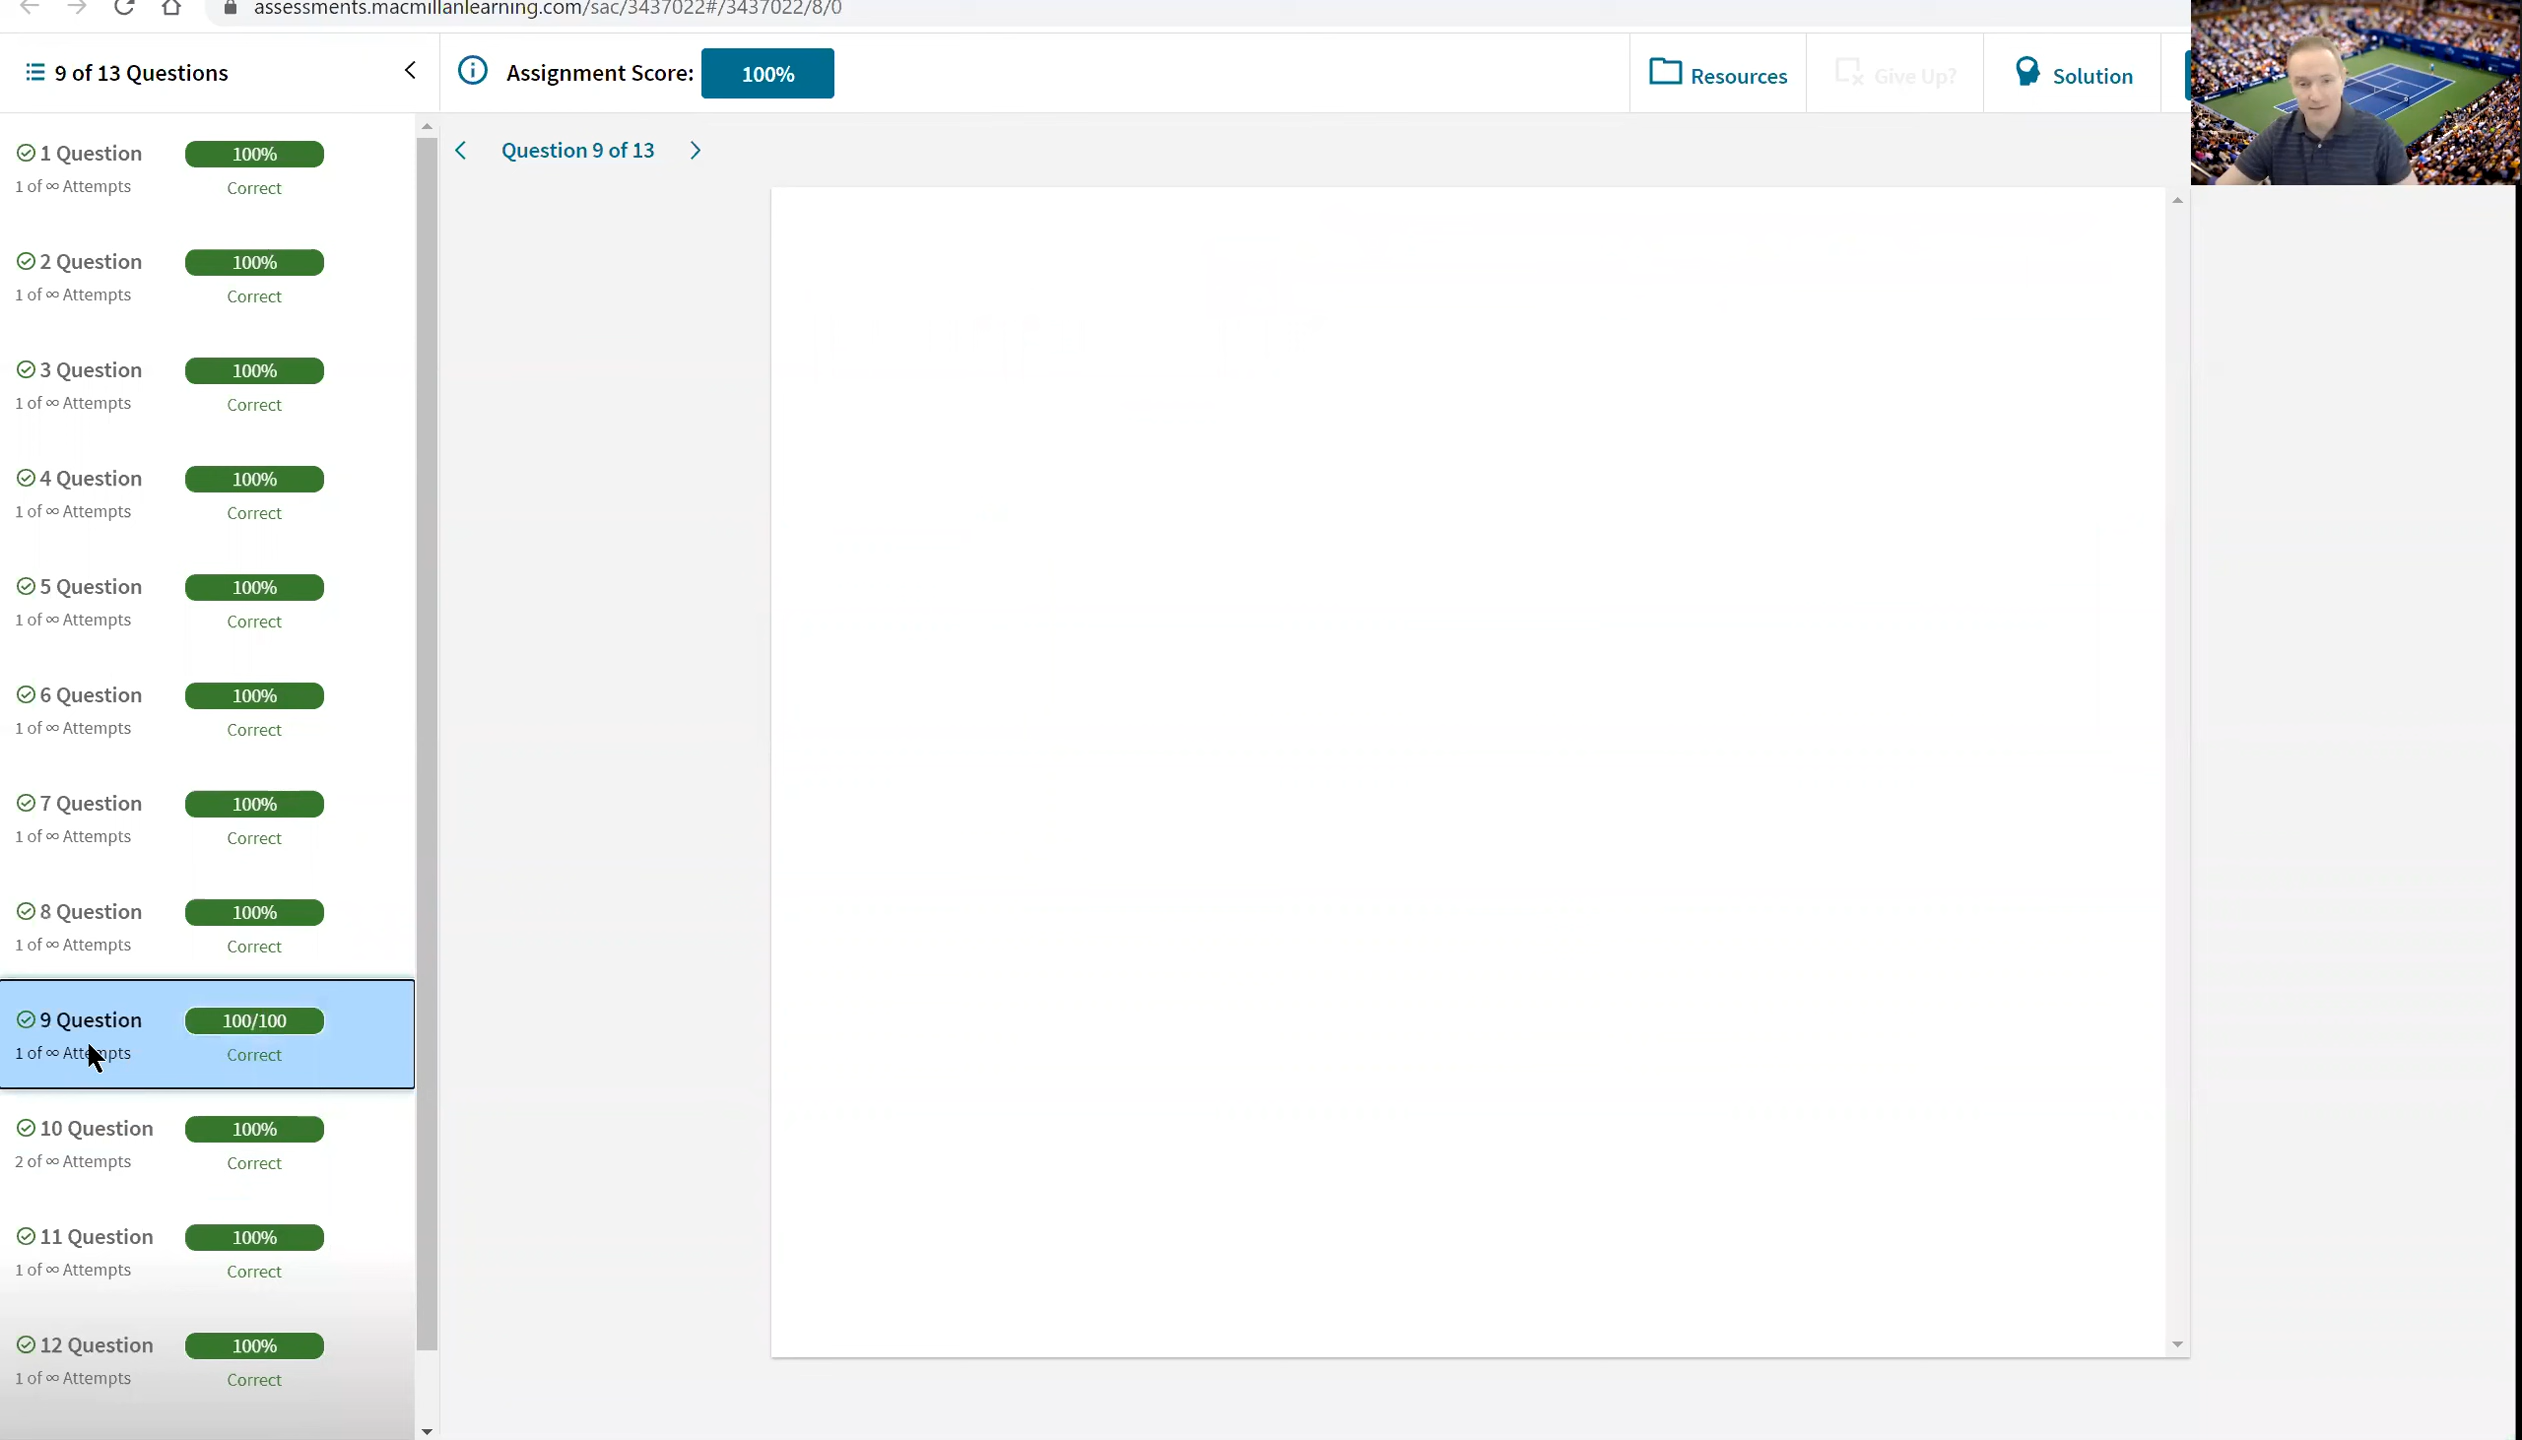 assessments.macmillanlearning.com/sac/3437022#/3437022/8/0
9 of 13 Questions
Assignment Score: 100%
Resources
Give Up?
Solution
Question 9 of 13
1 Question 100%
1 of ∞ Attempts Correct
2 Question 100%
1 of ∞ Attempts Correct
3 Question 100%
1 of ∞ Attempts Correct
4 Question 100%
1 of ∞ Attempts Correct
5 Question 100%
1 of ∞ Attempts Correct
6 Question 100%
1 of ∞ Attempts Correct
7 Question 100%
1 of ∞ Attempts Correct
8 Question 100%
1 of ∞ Attempts Correct
9 Question 100/100
1 of ∞ Attempts Correct
10 Question 100%
2 of ∞ Attempts Correct
11 Question 100%
1 of ∞ Attempts Correct
12 Question 100%
1 of ∞ Attempts Correct